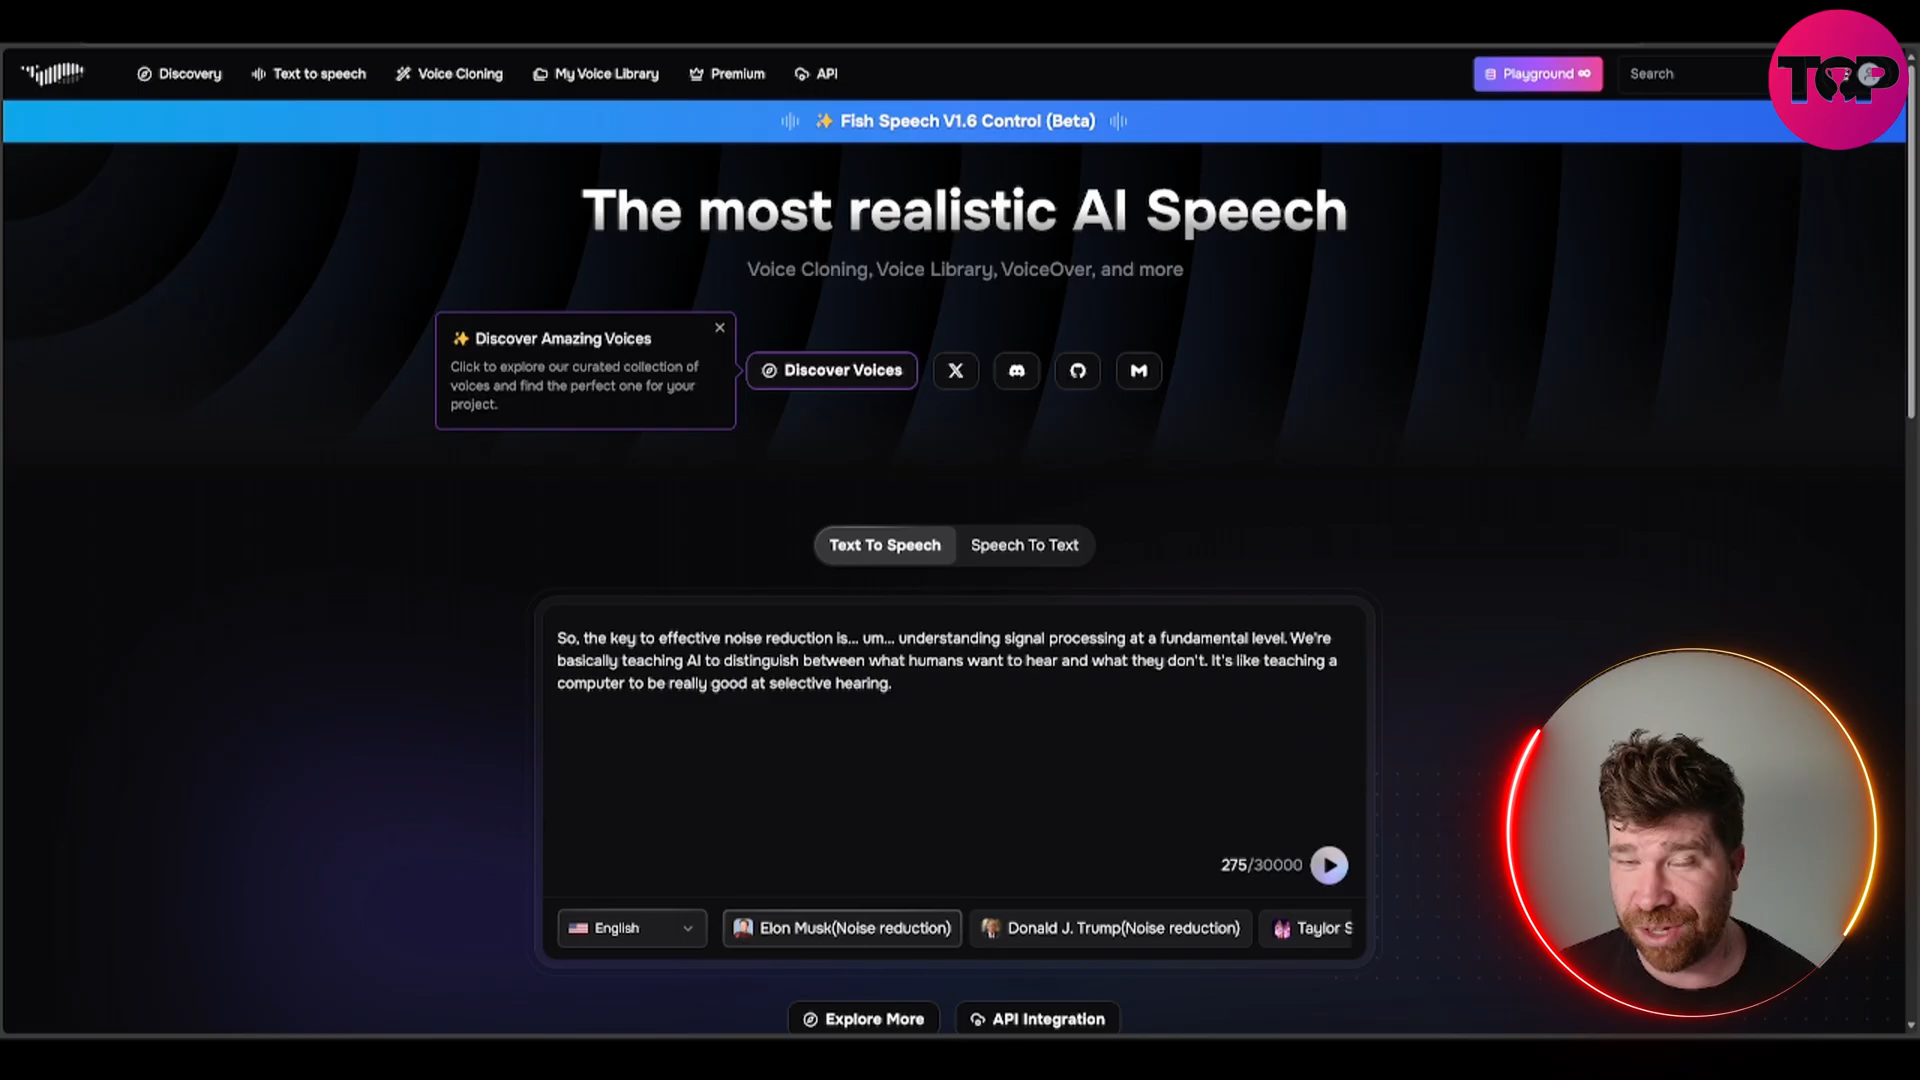 Discovery
Text to speech
Voice Cloning
My Voice Library
Premium
API
Playground
Search
TOP
✨ Fish Speech V1.6 Control (Beta)
The most realistic AI Speech
Voice Cloning, Voice Library, VoiceOver, and more
✨ Discover Amazing Voices
Click to explore our curated collection of
voices and find the perfect one for your
project.
Discover Voices
Text To Speech
Speech To Text
So, the key to effective noise reduction is... um... understanding signal processing at a fundamental level. We're
basically teaching AI to distinguish between what humans want to hear and what they don't. It's like teaching a
computer to be really good at selective hearing.
275/30000
English
Elon Musk(Noise reduction)
Donald J. Trump(Noise reduction)
Taylor S
Explore More
API Integration